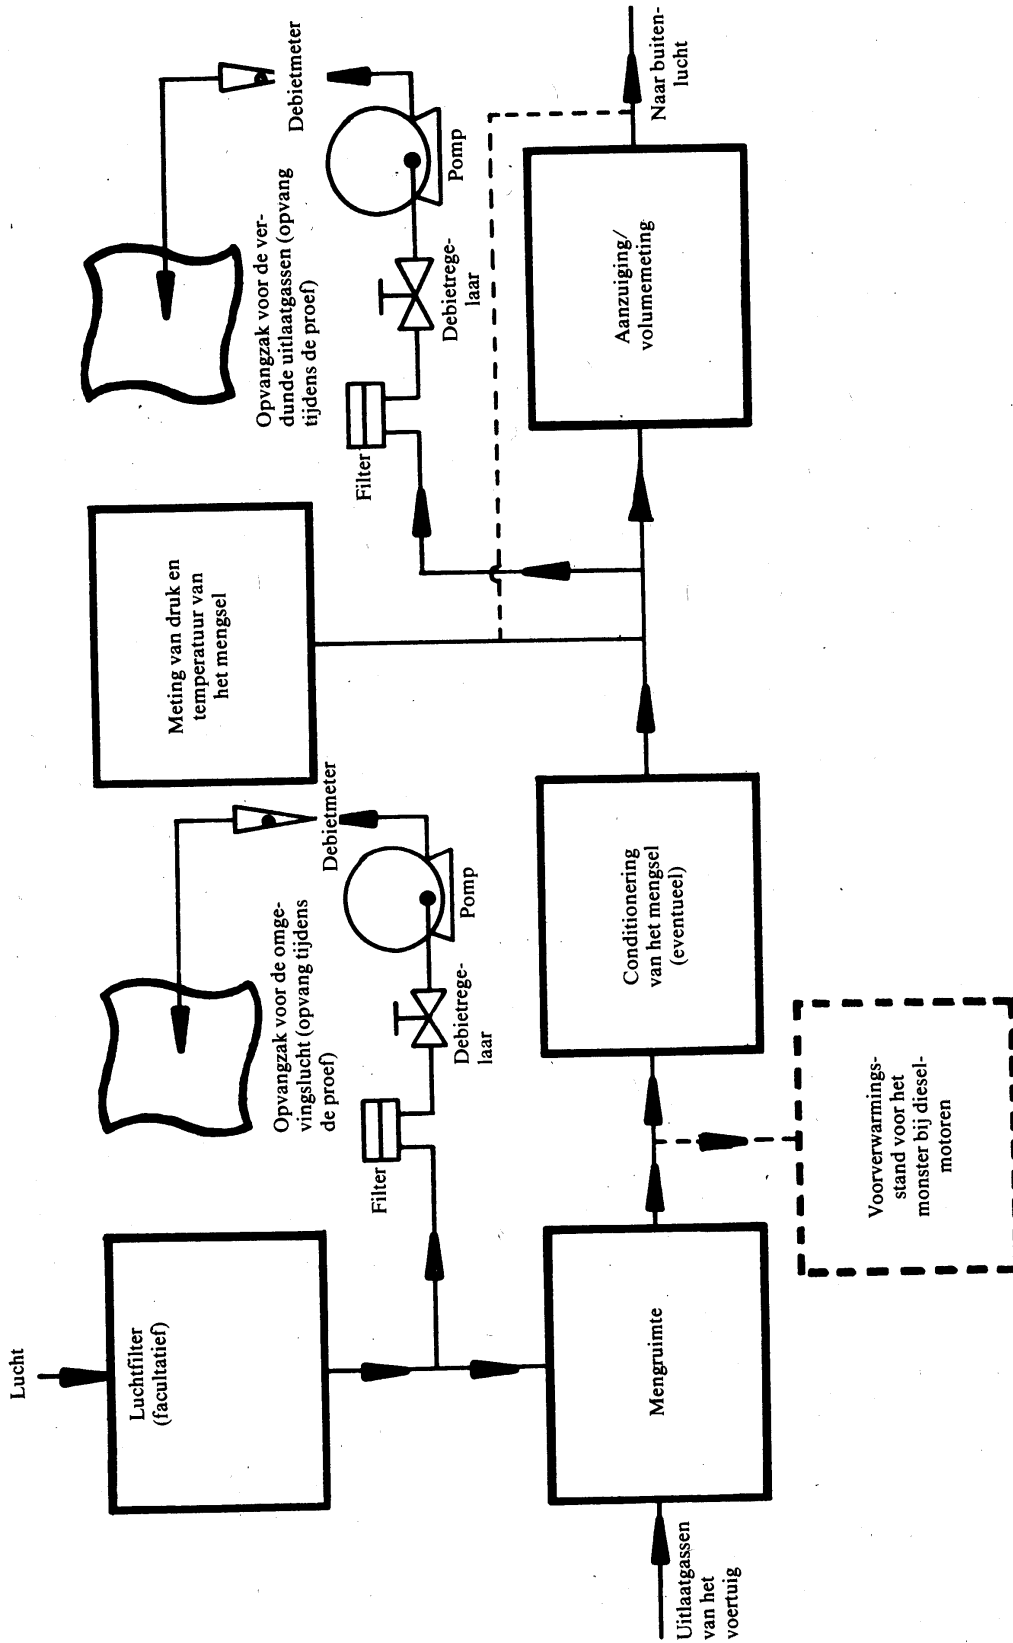 Lucht
Luchtfilter
(facultatief)
Opvangzak voor de omge-
vingslucht (opvang tijdens
de proef)
Debietmeter
Filter
Debietrege-
laar
Pomp
Meting van druk en
temperatuur van
het mengsel
Opvangzak voor de ver-
dunde uitlaatgassen (opvang
tijdens de proef)
Debietmeter
Filter
Debietrege-
laar
Pomp
Uitlaatgassen
van het
voertuig
Mengruimte
Conditionering
van het mengsel
(eventueel)
Aanzuiging/
volumemeting
Naar buiten-
lucht
Voorverwarmings-
stand voor het
monster bij diesel-
motoren